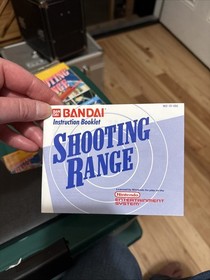 BANDAI
Instruction Booklet
SHOOTING
RANGE
Nintendo
ENTERTAINMENT
SYSTEM